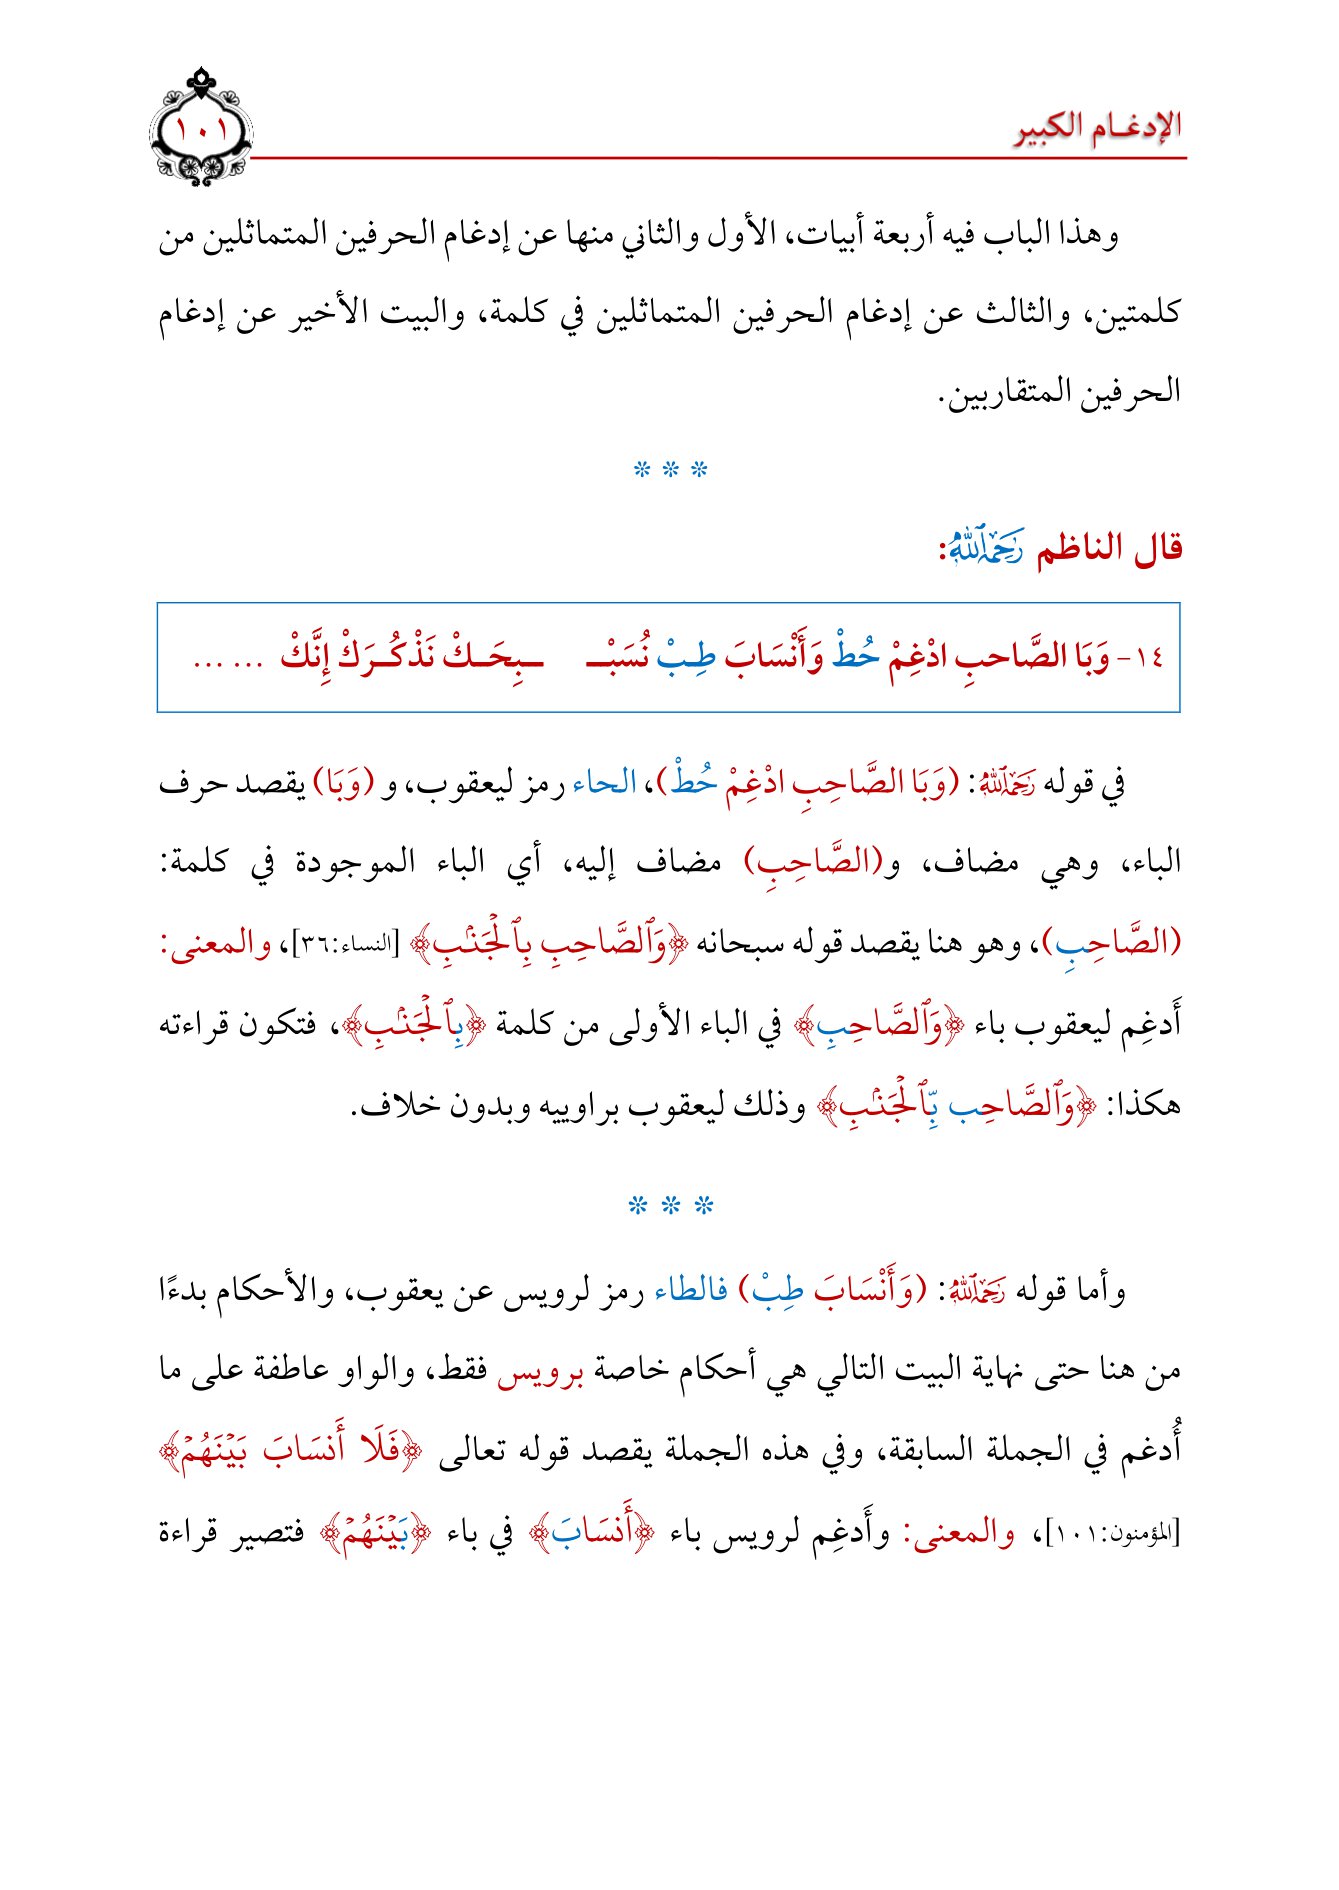 الإدغـام الكبير
١٠١
وهذا الباب فيه أربعة أبيات، الأول والثاني منها عن إدغام الحرفين المتماثلين من
كلمتين، والثالث عن إدغام الحرفين المتماثلين في كلمة، والبيت الأخير عن إدغام
الحرفين المتقاربين.
* * *
قال الناظم رَحِمَهُ ٱللَّهُ:
١٤- وَبَا الصَّاحبِ ادْغِمْ حُطْ وَأَنْسَابَ طِـبْ نُسَبْـ ـبِحَـكْ نَذْكُـرَكْ إِنَّكْ ... ...
في قوله رَحِمَهُ ٱللَّهُ: (وَبَا الصَّاحِبِ ادْغِمْ حُطْ)، الحاء رمز ليعقوب، و (وَبَا) يقصد حرف
الباء، وهي مضاف، و(الصَّاحِبِ) مضاف إليه، أي الباء الموجودة في كلمة:
(الصَّاحِبِ)، وهو هنا يقصد قوله سبحانه ﴿وَٱلصَّاحِبِ بِٱلْجَنۢبِ﴾ [النساء:٣٦]، والمعنى:
أَدغِم ليعقوب باء ﴿وَٱلصَّاحِبِ﴾ في الباء الأولى من كلمة ﴿بِٱلْجَنۢبِ﴾، فتكون قراءته
هكذا: ﴿وَٱلصَّاحِب بِّٱلْجَنۢبِ﴾ وذلك ليعقوب براوييه وبدون خلاف.
* * *
وأما قوله رَحِمَهُ ٱللَّهُ: (وَأَنْسَابَ طِبْ) فالطاء رمز لرويس عن يعقوب، والأحكام بدءًا
من هنا حتى نهاية البيت التالي هي أحكام خاصة برويس فقط، والواو عاطفة على ما
أُدغم في الجملة السابقة، وفي هذه الجملة يقصد قوله تعالى ﴿فَلَا أَنسَابَ بَيْنَهُمْ﴾
[المؤمنون:١٠١]، والمعنى: وأَدغِم لرويس باء ﴿أَنسَابَ﴾ في باء ﴿بَيْنَهُمْ﴾ فتصير قراءة